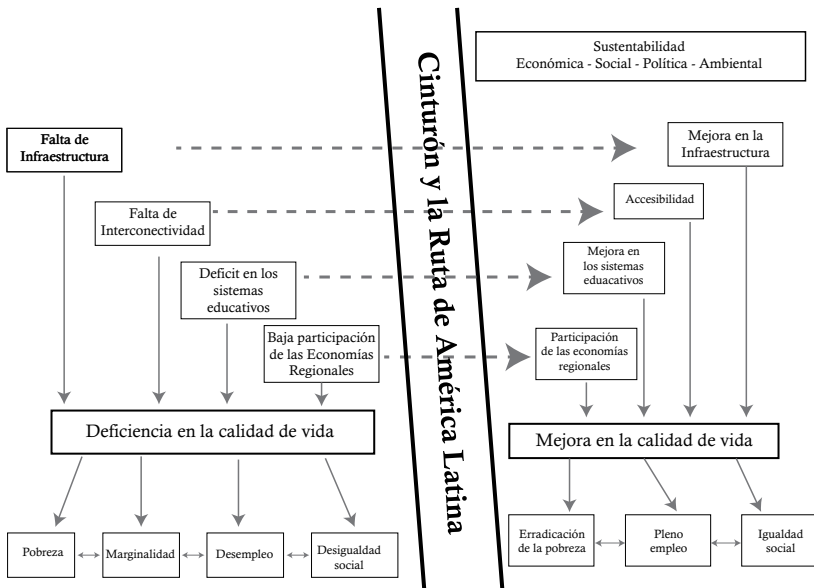 Sustentabilidad
Económica - Social - Política - Ambiental
Falta de
Infraestructura
Falta de
Interconectividad
Deficit en los
sistemas
educativos
Baja participación
de las Economías
Regionales
Deficiencia en la calidad de vida
Pobreza
Marginalidad
Desempleo
Desigualdad
social
Cinturón y la Ruta de América Latina
Mejora en la
Infraestructura
Accesibilidad
Mejora en
los sistemas
eduacativos
Participación
de las economías
regionales
Mejora en la calidad de vida
Erradicación
de la pobreza
Pleno
empleo
Igualdad
social